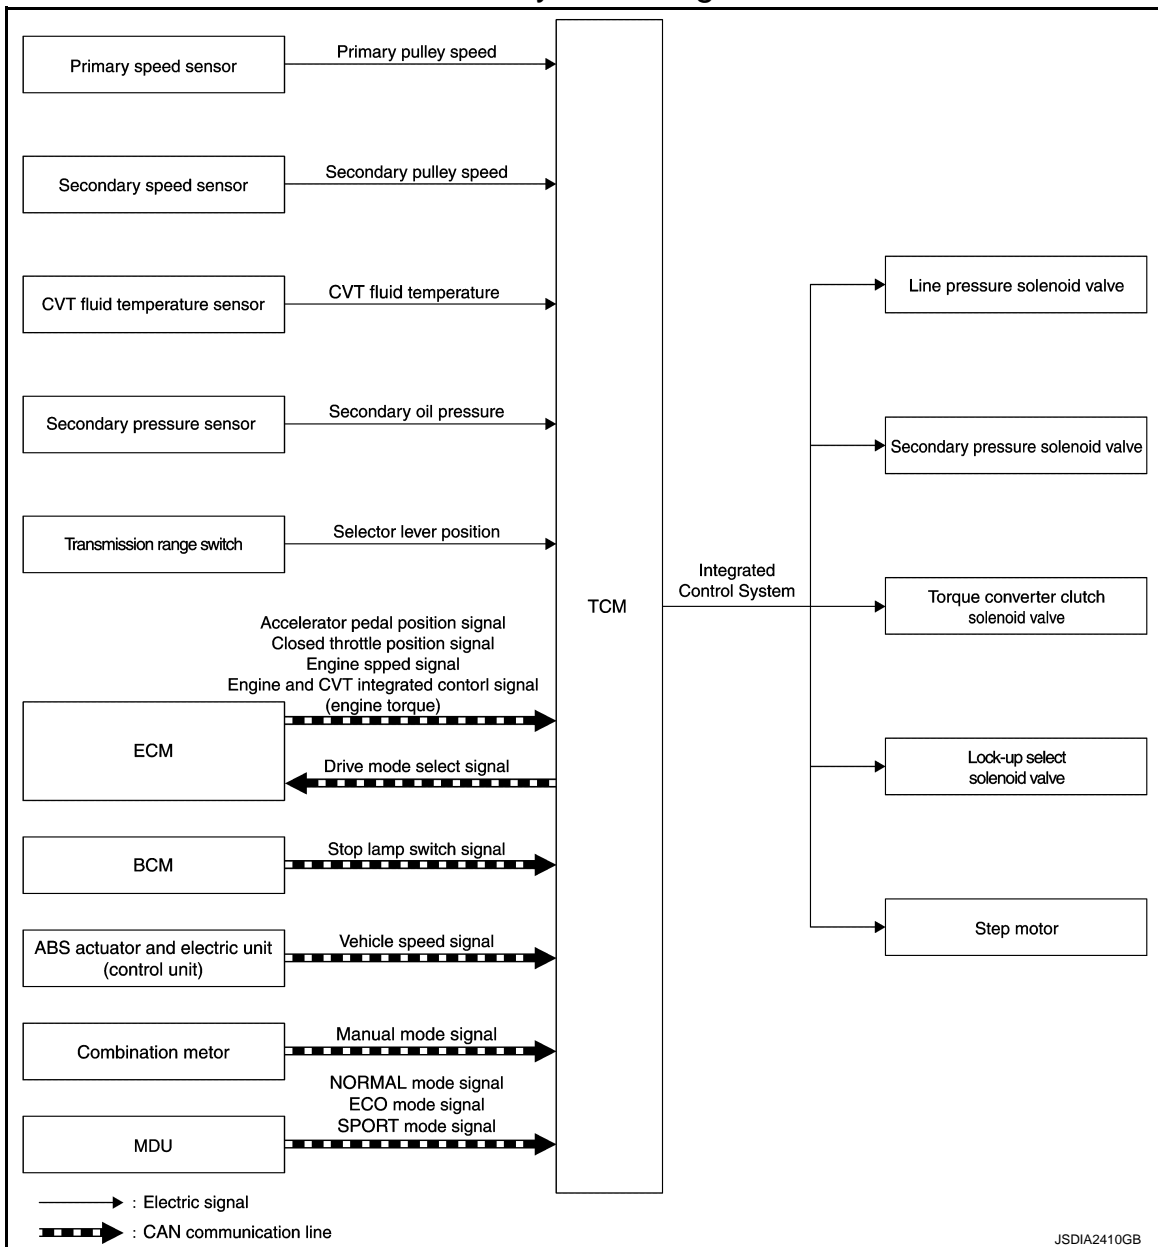 Primary speed sensor
Primary pulley speed
Secondary speed sensor
Secondary pulley speed
CVT fluid temperature sensor
CVT fluid temperature
Secondary pressure sensor
Secondary oil pressure
Transmission range switch
Selector lever position
Accelerator pedal position signal
Closed throttle position signal
Engine spped signal
Engine and CVT integrated contorl signal
(engine torque)
ECM
Drive mode select signal
BCM
Stop lamp switch signal
ABS actuator and electric unit
(control unit)
Vehicle speed signal
Combination metor
Manual mode signal
NORMAL mode signal
ECO mode signal
SPORT mode signal
MDU
TCM
Integrated
Control System
Line pressure solenoid valve
Secondary pressure solenoid valve
Torque converter clutch
solenoid valve
Lock-up select
solenoid valve
Step motor
: Electric signal
: CAN communication line
JSDIA2410GB